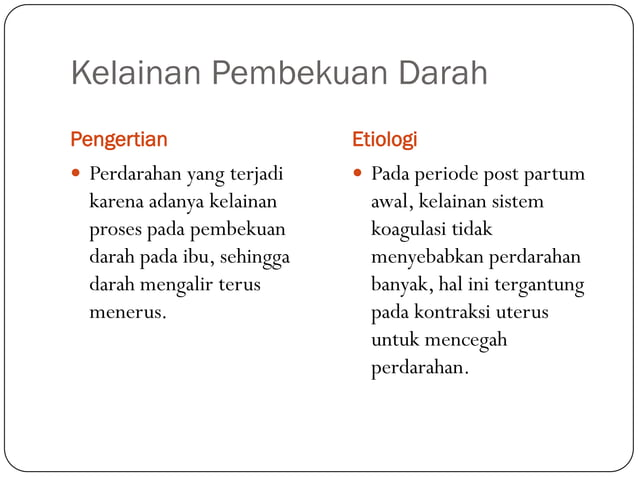 Kelainan Pembekuan Darah
Pengertian
Perdarahan yang terjadi
karena adanya kelainan
proses pada pembekuan
darah pada ibu, sehingga
darah mengalir terus
menerus.
Etiologi
Pada periode post partum
awal, kelainan sistem
koagulasi tidak
menyebabkan perdarahan
banyak, hal ini tergantung
pada kontraksi uterus
untuk mencegah
perdarahan.